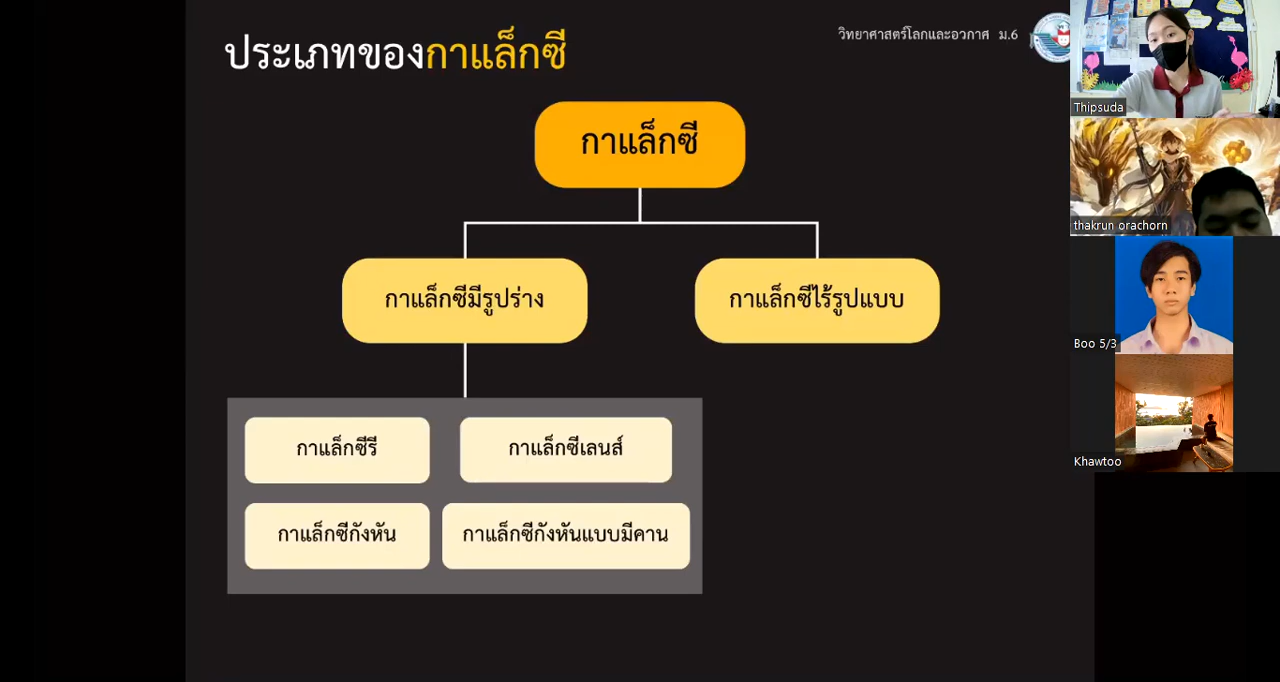 ประเภทของกาแล็กซี
วิทยาศาสตร์โลกและอวกาศ ม.6
กาแล็กซี
กาแล็กซีมีรูปร่าง
กาแล็กซีไร้รูปแบบ
กาแล็กซีรี
กาแล็กซีเลนส์
กาแล็กซีกังหัน
กาแล็กซีกังหันแบบมีคาน
Thipsuda
thakrun orachorn
Boo 5/3
Khawtoo